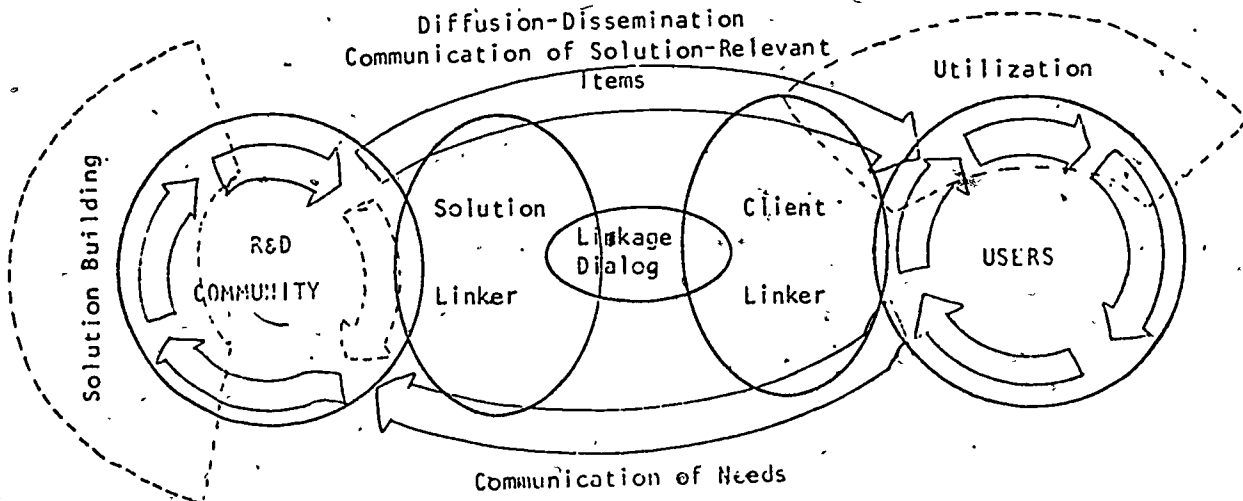 Diffusion-Dissemination
Communication of Solution-Relevant
Items
Utilization
Solution Building
R&D
COMMUNITY
Solution
Linker
Linkage
Dialog
Client
Linker
USERS
Communication of Needs